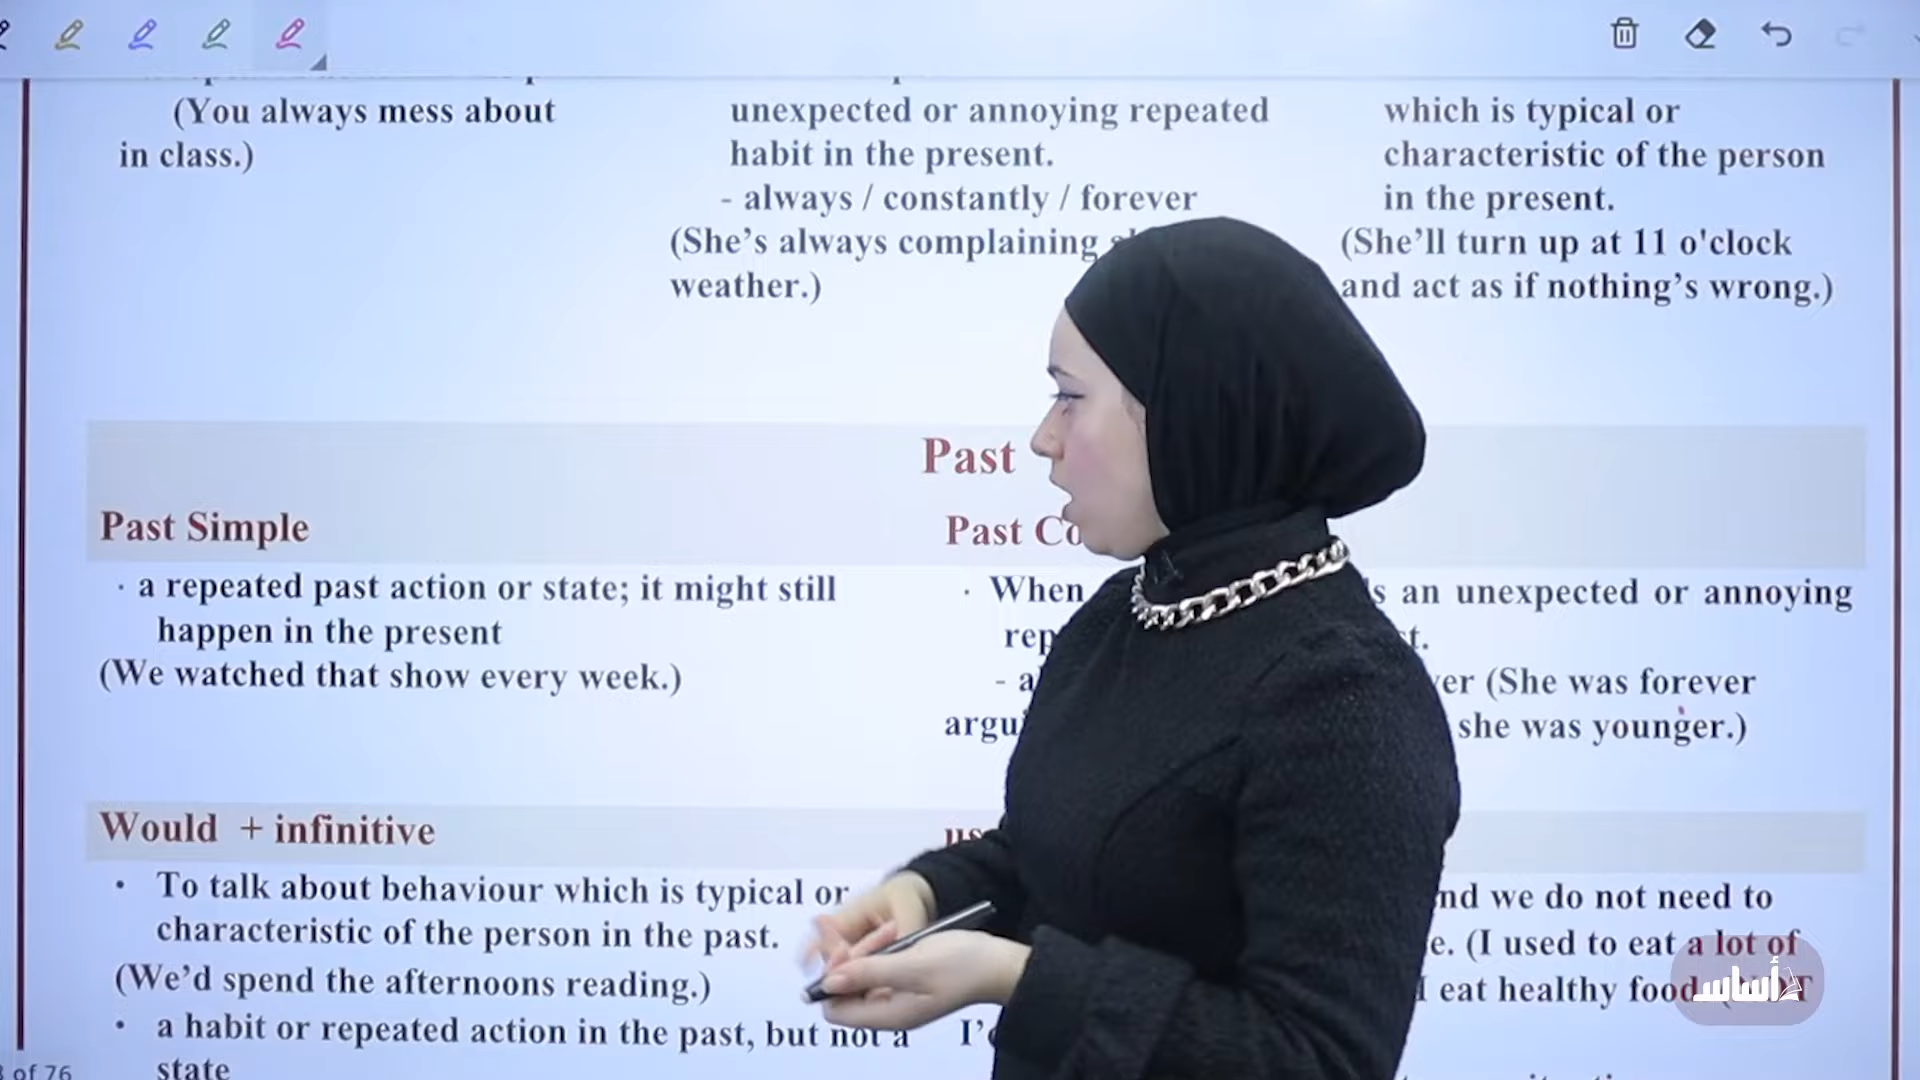 (You always mess about
in class.)
unexpected or annoying repeated
habit in the present.
- always / constantly / forever
(She's always complaining
weather.)
which is typical or
characteristic of the person
in the present.
(She'll turn up at 11 o'clock
and act as if nothing's wrong.)
Past
Past Simple
· a repeated past action or state; it might still
happen in the present
(We watched that show every week.)
Past
· When an unexpected or annoying
(She was forever
she was younger.)
Would + infinitive
• To talk about behaviour which is typical or
characteristic of the person in the past.
(We'd spend the afternoons reading.)
• a habit or repeated action in the past, but not a
state
we do not need to
(I used to eat a lot of
I eat healthy food.
أساس
of 76